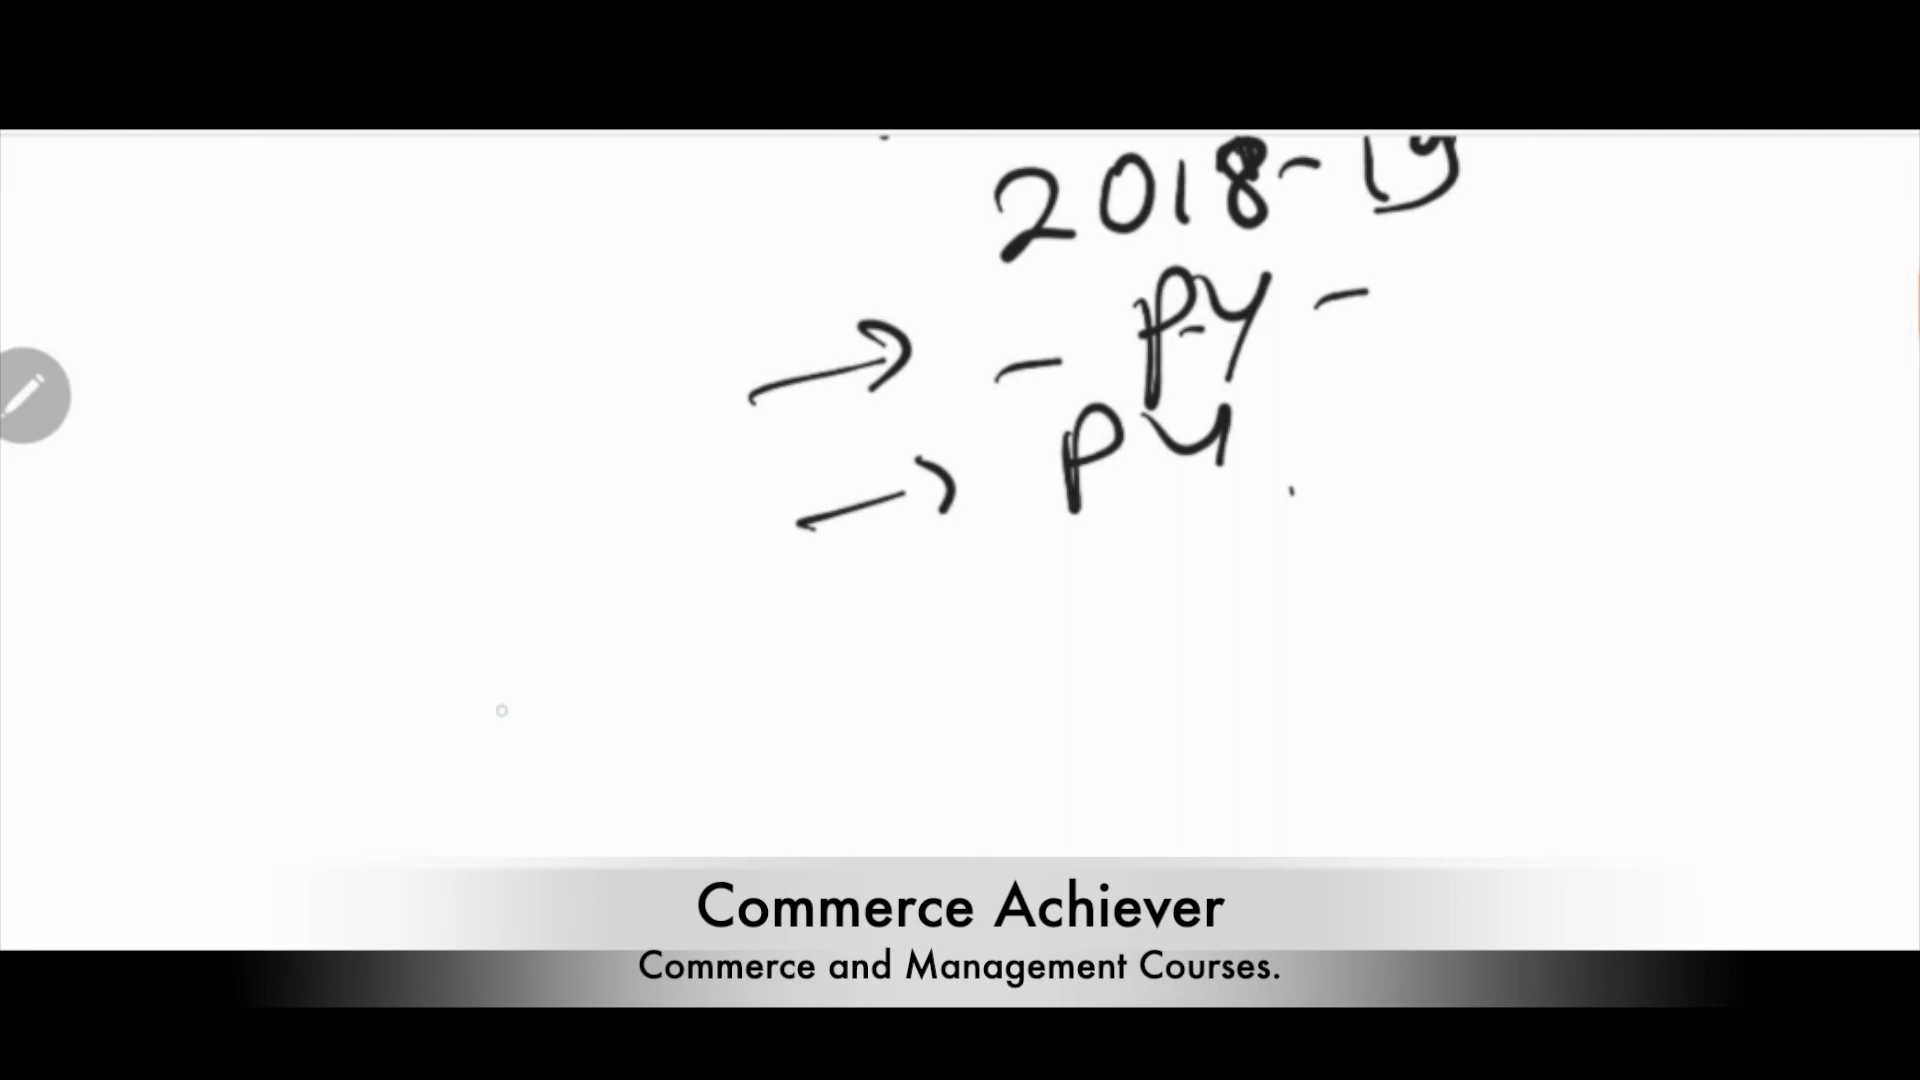 2018-19
→ - PY -
→ PY
Commerce Achiever
Commerce and Management Courses.